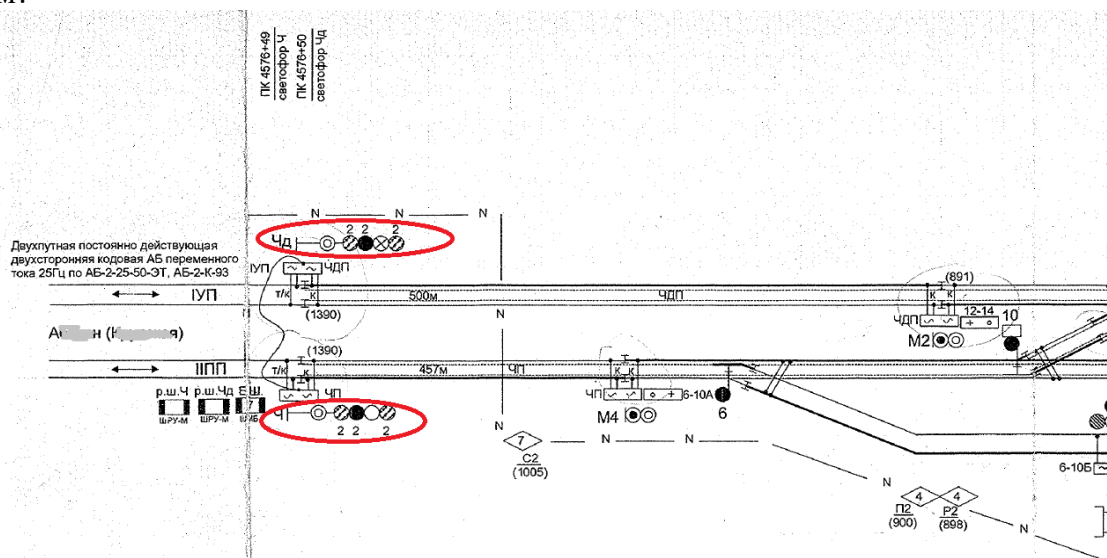 м.
ПК 4576+49
светофор Ч
ПК 4576+50
светофор Чд
N N N
Чд 2 2 2
Двухпутная постоянно действующая
двухсторонняя кодовая АБ переменного
тока 25Гц по АБ-2-25-50-ЭТ, АБ-2-К-93
IУП ЧДП
IУП т/к К 500м ЧДП К К (891)
(1390)
N
ЧДП 12-14 10
М2
(1390)
IIПП т/к К 457м ЧП К К
р.ш.Ч р.ш.Чд Б.Ш. ЧП
ШРУ-М ШРУ-М 7
Ч 2 2 2
ЧП 6-10А
М4 6
N
7 N N N
С2
(1005)
6-10Б
N
4 4
П2 Р2
(900) (898)
N